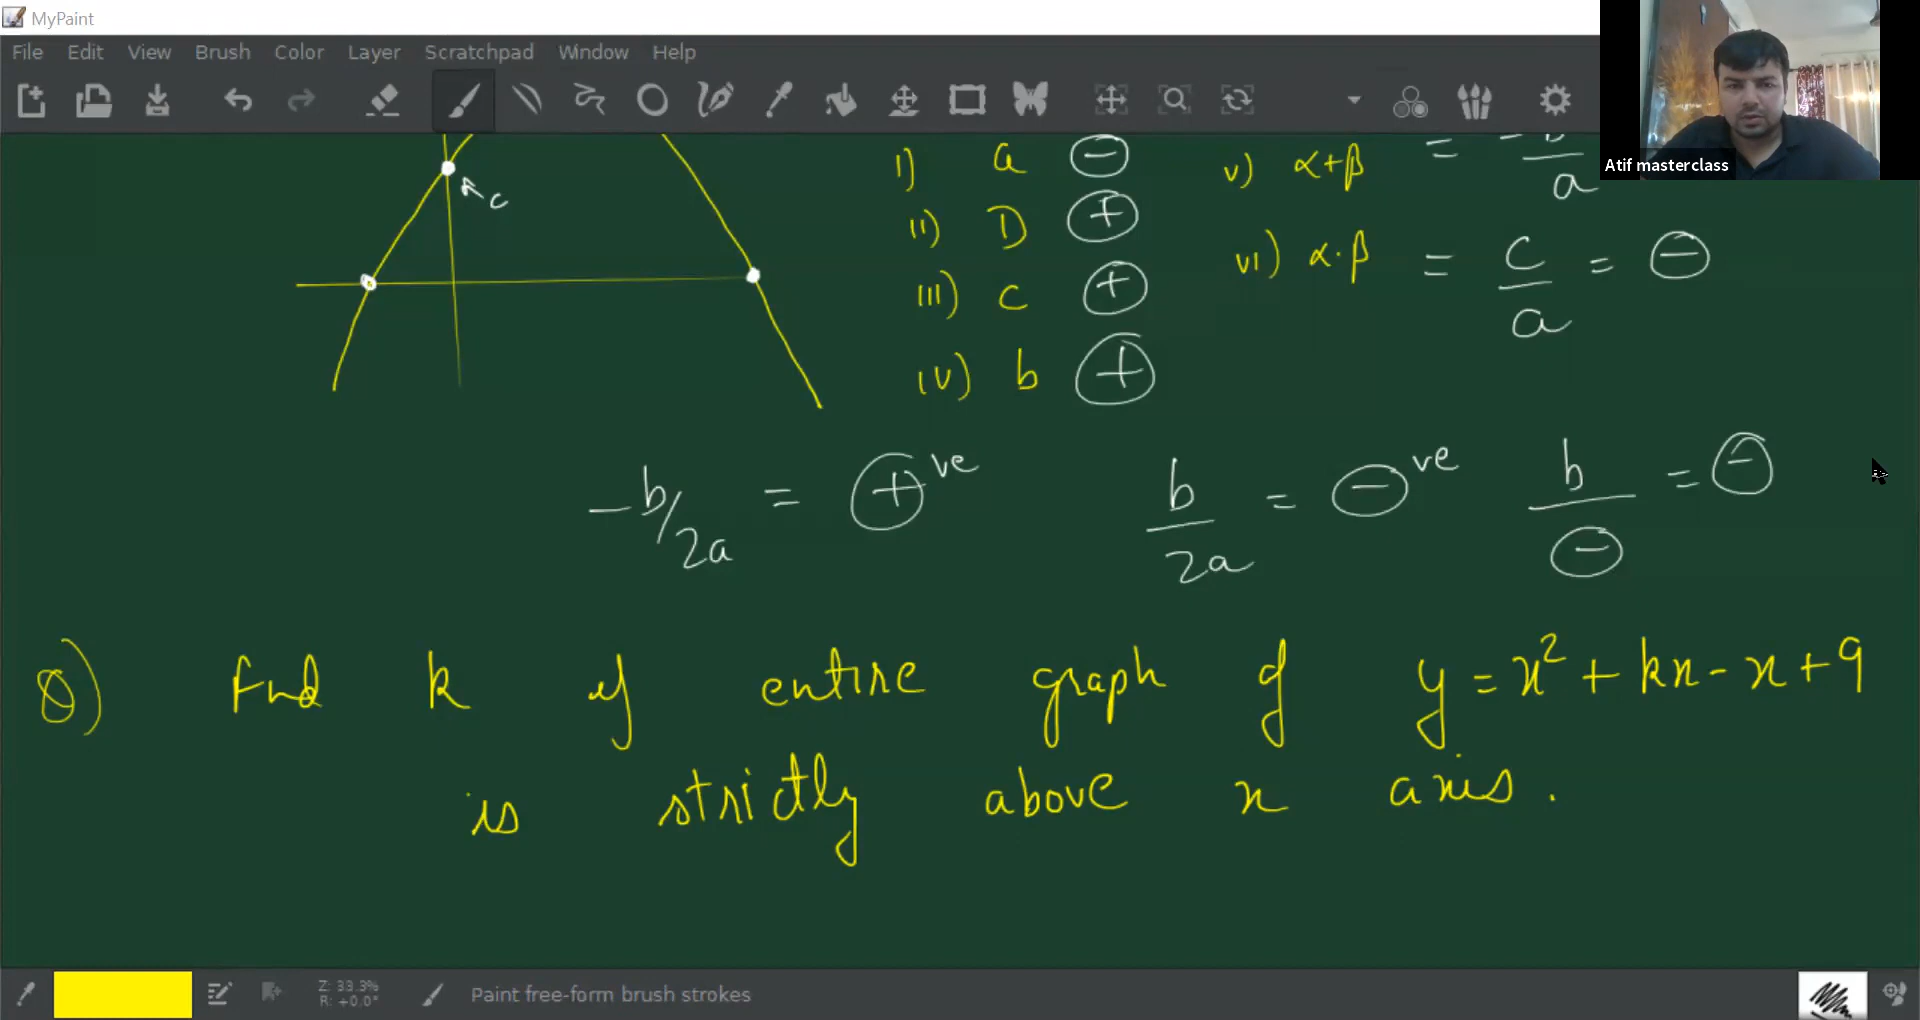 MyPaint
File Edit View Brush Color Layer Scratchpad Window Help
Atif masterclass
c
i) a −
ii) D +
iii) c +
iv) b +
v) α+β = −b/a
vi) α·β = c/a = −
−b/2a = + ve
b/2a = − ve
b/− = −
Q) Find k if entire graph of y = x² + kx - x + 9
is strictly above x axis.
Z: 33.3%
R: +0.0°
Paint free-form brush strokes